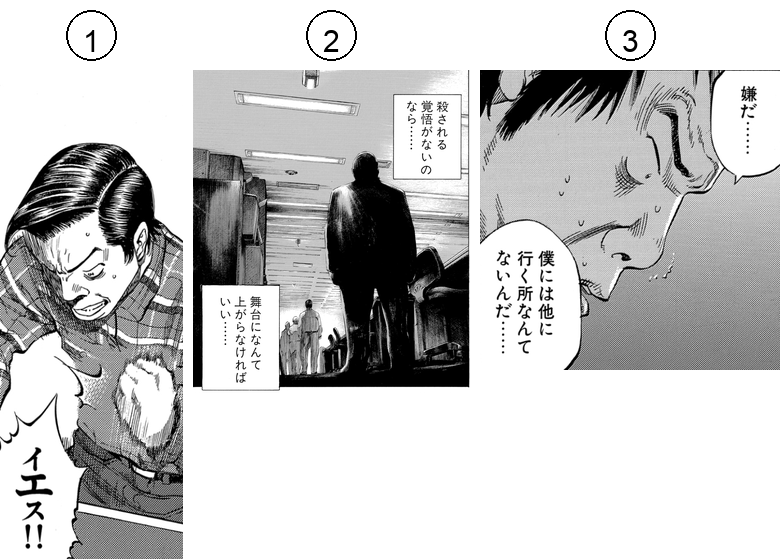 1
2
3
イエス!!
殺される
覚悟がないの
なら……
舞台になんて
上がらなければ
いい……
嫌だ……
僕には他に
行く所なんて
ないんだ……